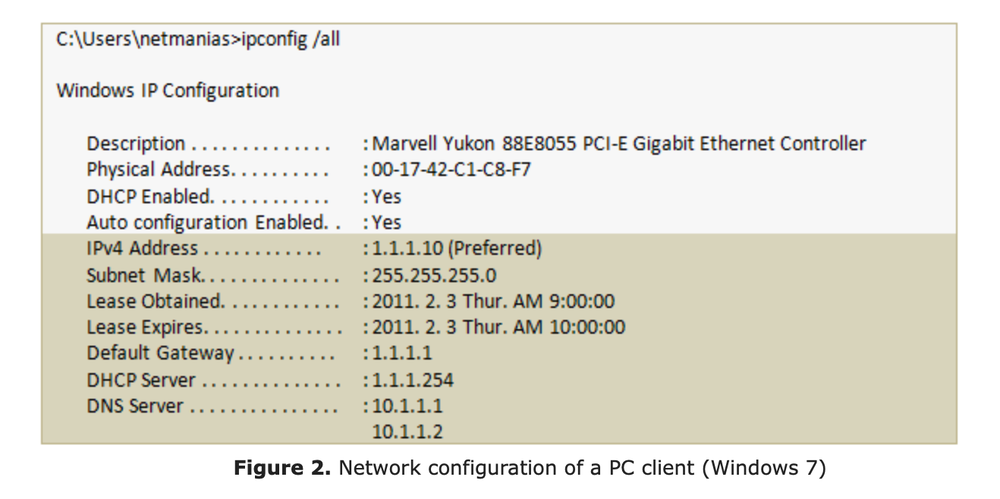 C:\Users\netmanias>ipconfig /all
Windows IP Configuration
Description . . . . . . . . . . . . . . : Marvell Yukon 88E8055 PCI-E Gigabit Ethernet Controller
Physical Address. . . . . . . . . . : 00-17-42-C1-C8-F7
DHCP Enabled. . . . . . . . . . . . : Yes
Auto configuration Enabled. . : Yes
IPv4 Address . . . . . . . . . . . . : 1.1.1.10 (Preferred)
Subnet Mask. . . . . . . . . . . . . . : 255.255.255.0
Lease Obtained. . . . . . . . . . . . : 2011. 2. 3 Thur. AM 9:00:00
Lease Expires. . . . . . . . . . . . . . : 2011. 2. 3 Thur. AM 10:00:00
Default Gateway . . . . . . . . . . : 1.1.1.1
DHCP Server . . . . . . . . . . . . . . : 1.1.1.254
DNS Server . . . . . . . . . . . . . . . : 10.1.1.1
10.1.1.2
Figure 2. Network configuration of a PC client (Windows 7)